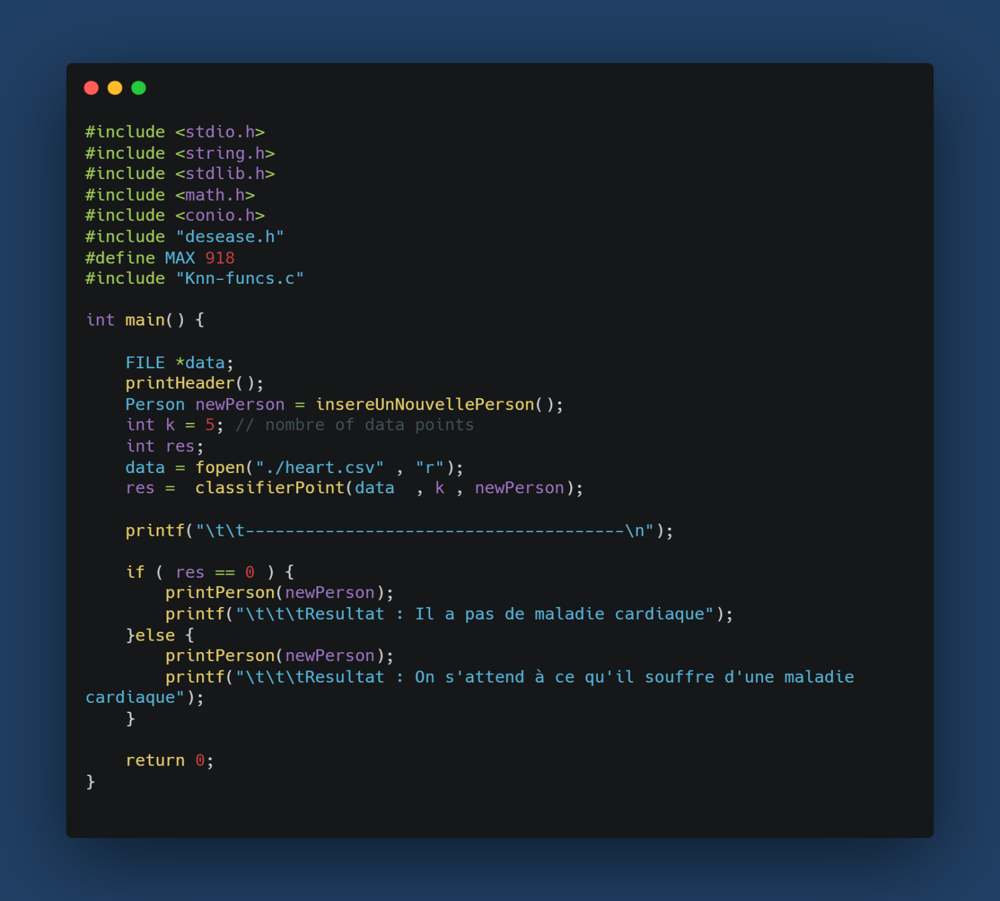 #include <stdio.h>
#include <string.h>
#include <stdlib.h>
#include <math.h>
#include <conio.h>
#include "desease.h"
#define MAX 918
#include "Knn-funcs.c"

int main() {

    FILE *data;
    printHeader();
    Person newPerson = insereUnNouvellePerson();
    int k = 5; // nombre of data points
    int res;
    data = fopen("./heart.csv" , "r");
    res =  classifierPoint(data  , k , newPerson);

    printf("\t\t--------------------------------------\n");

    if ( res == 0 ) {
        printPerson(newPerson);
        printf("\t\t\tResultat : Il a pas de maladie cardiaque");
    }else {
        printPerson(newPerson);
        printf("\t\t\tResultat : On s'attend à ce qu'il souffre d'une maladie
cardiaque");
    }

    return 0;
}